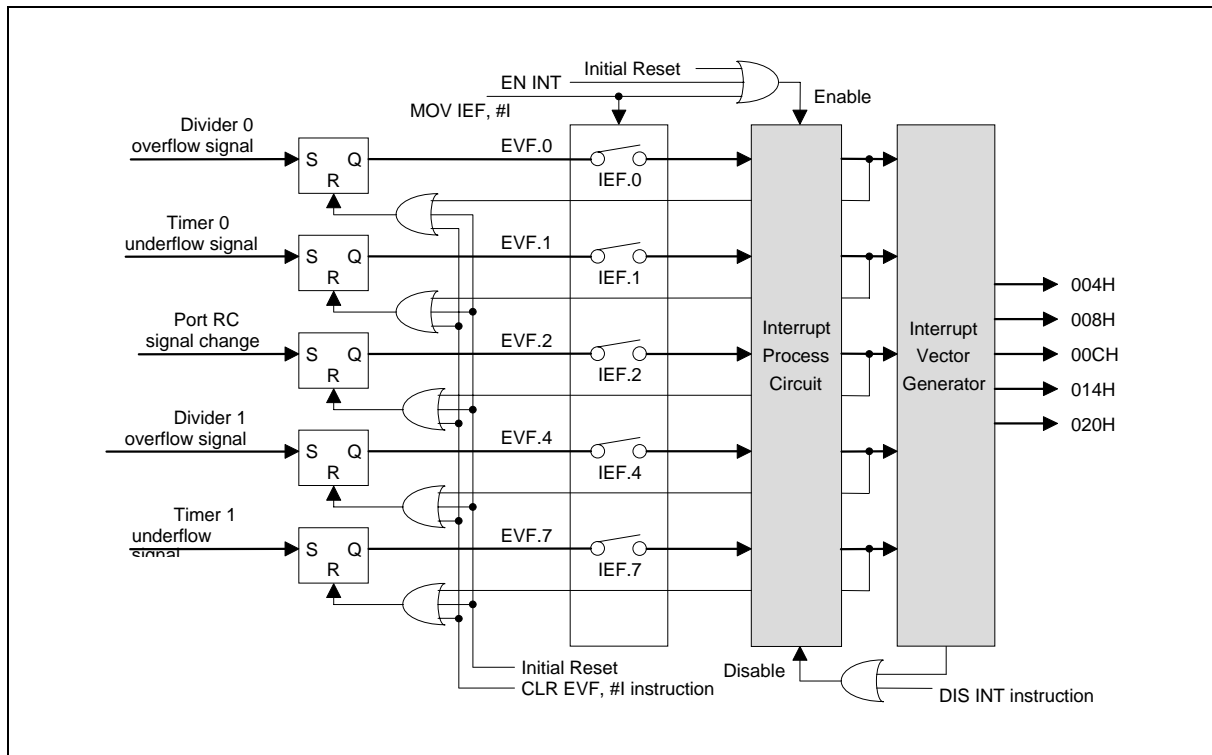 Initial Reset
EN INT
MOV IEF, #I
Enable
Divider 0
overflow signal
S Q
R
EVF.0
IEF.0
Timer 0
underflow signal
S Q
R
EVF.1
IEF.1
Port RC
signal change
S Q
R
EVF.2
IEF.2
Divider 1
overflow signal
S Q
R
EVF.4
IEF.4
Timer 1
underflow
signal
S Q
R
EVF.7
IEF.7
Interrupt
Process
Circuit
Interrupt
Vector
Generator
004H
008H
00CH
014H
020H
Initial Reset
CLR EVF, #I instruction
Disable
DIS INT instruction